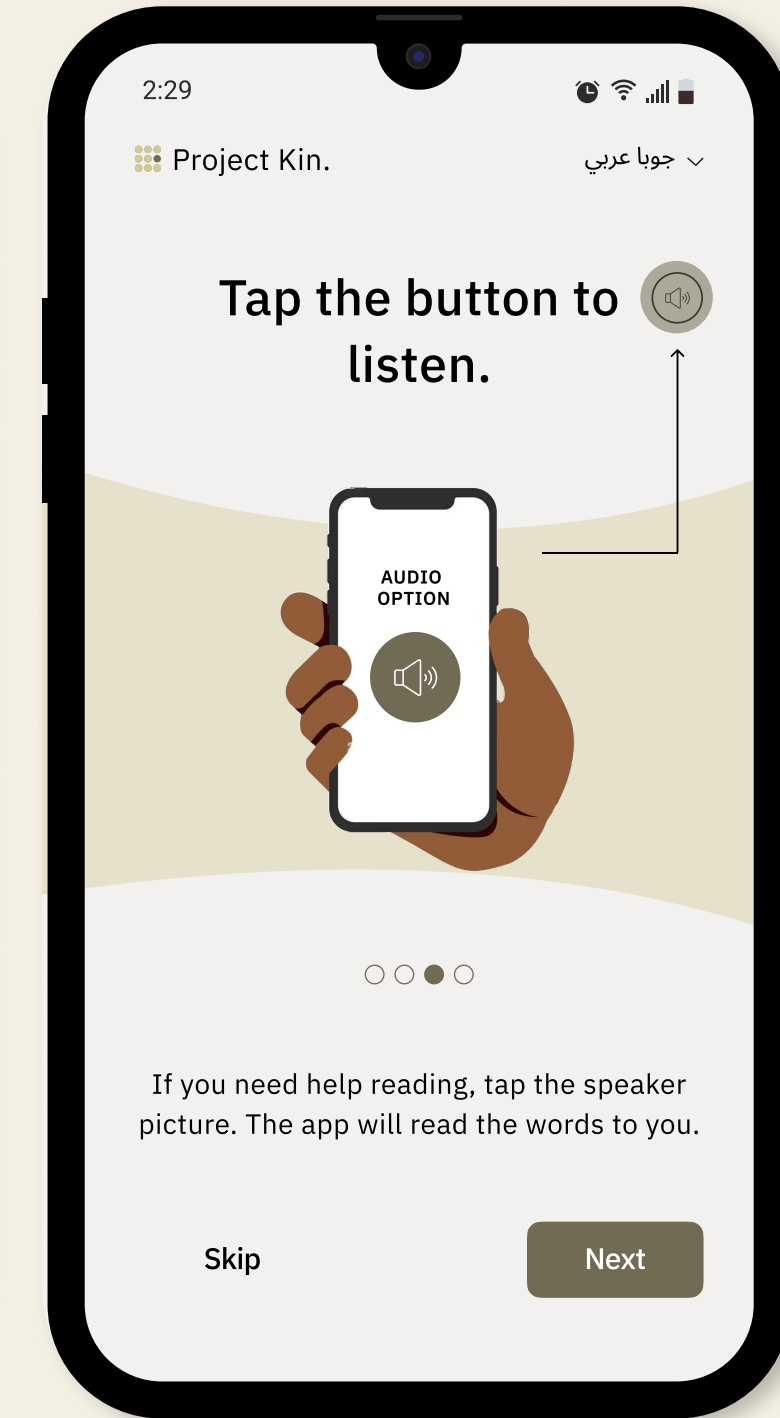 2:29
Project Kin.
جوبا عربي
Tap the button to
listen.
AUDIO
OPTION
If you need help reading, tap the speaker
picture. The app will read the words to you.
Skip
Next